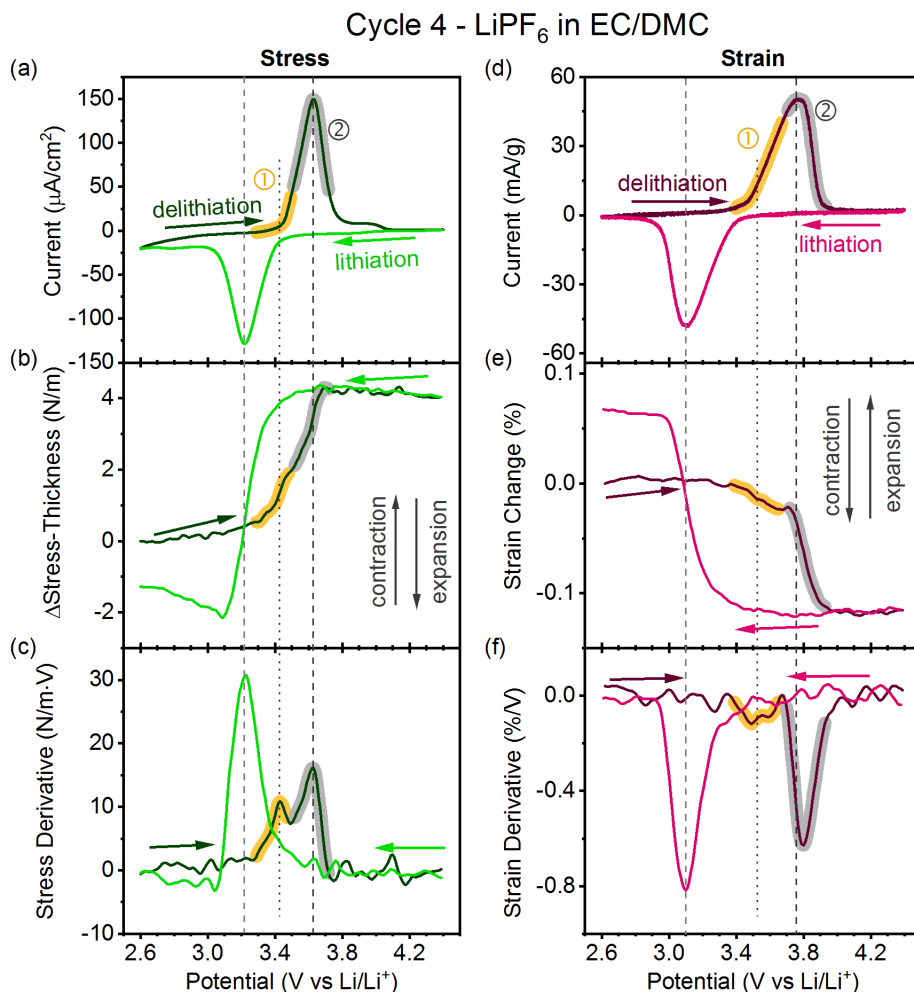 Cycle 4 - LiPF6 in EC/DMC
Stress
(a)
Current (µA/cm²)
150
100
50
0
-50
-100
-150
delithiation
①
②
lithiation
(b)
ΔStress-Thickness (N/m)
4
2
0
-2
contraction
expansion
(c)
Stress Derivative (N/m·V)
30
20
10
0
-10
2.6
3.0
3.4
3.8
4.2
Potential (V vs Li/Li⁺)
Strain
(d)
Current (mA/g)
60
30
0
-30
-60
delithiation
①
②
lithiation
(e)
Strain Change (%)
0.1
0.0
-0.1
contraction
expansion
(f)
Strain Derivative (%/V)
0.0
-0.4
-0.8
2.6
3.0
3.4
3.8
4.2
Potential (V vs Li/Li⁺)